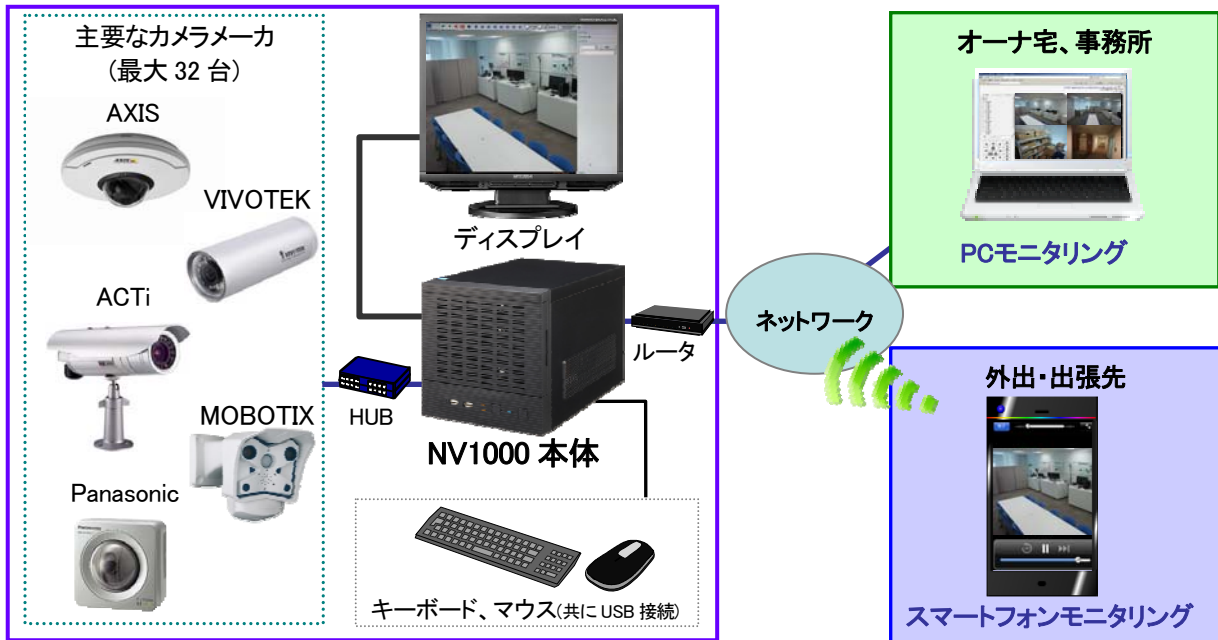 主要なカメラメーカ
(最大 32 台)
AXIS
VIVOTEK
ACTi
MOBOTIX
Panasonic
Panasonic
ディスプレイ
HUB
NV1000 本体
ルータ
キーボード、マウス(共に USB 接続)
ネットワーク
オーナ宅、事務所
PCモニタリング
外出・出張先
スマートフォンモニタリング